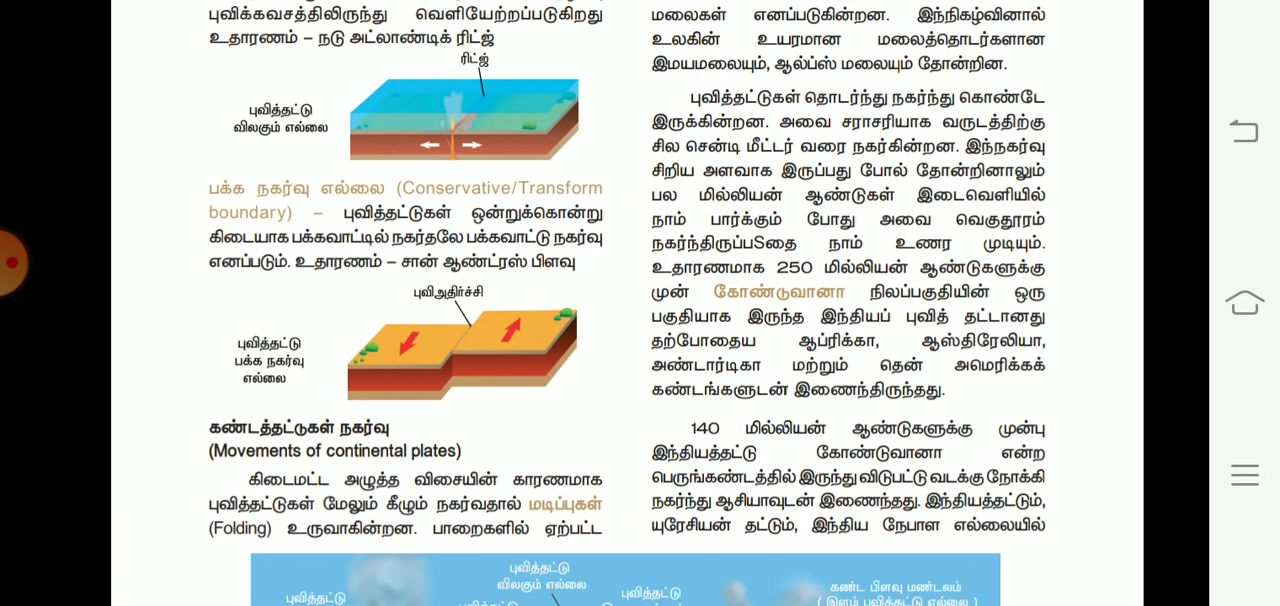 புவிக்கவசத்திலிருந்து வெளியேற்றப்படுகிறது
உதாரணம் – நடு அட்லாண்டிக் ரிட்ஜ்
ரிட்ஜ்
புவித்தட்டு
விலகும் எல்லை
பக்க நகர்வு எல்லை (Conservative/Transform
boundary) – புவித்தட்டுகள் ஒன்றுக்கொன்று
கிடையாக பக்கவாட்டில் நகர்தலே பக்கவாட்டு நகர்வு
எனப்படும். உதாரணம் – சான் ஆண்ட்ரஸ் பிளவு
புவிஅதிர்ச்சி
புவித்தட்டு
பக்க நகர்வு
எல்லை
கண்டத்தட்டுகள் நகர்வு
(Movements of continental plates)
கிடைமட்ட அழுத்த விசையின் காரணமாக
புவித்தட்டுகள் மேலும் கீழும் நகர்வதால் மடிப்புகள்
(Folding) உருவாகின்றன. பாறைகளில் ஏற்பட்ட
மலைகள் எனப்படுகின்றன. இந்நிகழ்வினால்
உலகின் உயரமான மலைத்தொடர்களான
இமயமலையும், ஆல்ப்ஸ் மலையும் தோன்றின.
புவித்தட்டுகள் தொடர்ந்து நகர்ந்து கொண்டே
இருக்கின்றன. அவை சராசரியாக வருடத்திற்கு
சில சென்டி மீட்டர் வரை நகர்கின்றன. இந்நகர்வு
சிறிய அளவாக இருப்பது போல் தோன்றினாலும்
பல மில்லியன் ஆண்டுகள் இடைவெளியில்
நாம் பார்க்கும் போது அவை வெகுதூரம்
நகர்ந்திருப்பSதை நாம் உணர முடியும்.
உதாரணமாக 250 மில்லியன் ஆண்டுகளுக்கு
முன் கோண்டுவானா நிலப்பகுதியின் ஒரு
பகுதியாக இருந்த இந்தியப் புவித் தட்டானது
தற்போதைய ஆப்ரிக்கா, ஆஸ்திரேலியா,
அண்டார்டிகா மற்றும் தென் அமெரிக்கக்
கண்டங்களுடன் இணைந்திருந்தது.
140 மில்லியன் ஆண்டுகளுக்கு முன்பு
இந்தியத்தட்டு கோண்டுவானா என்ற
பெருங்கண்டத்தில் இருந்து விடுபட்டு வடக்கு நோக்கி
நகர்ந்து ஆசியாவுடன் இணைந்தது. இந்தியத்தட்டும்,
யுரேசியன் தட்டும், இந்திய நேபாள எல்லையில்
புவித்தட்டு
விலகும் எல்லை
புவித்தட்டு
புவித்தட்டு
கண்ட பிளவு மண்டலம்
( இளம் புவித்தட்டு எல்லை )